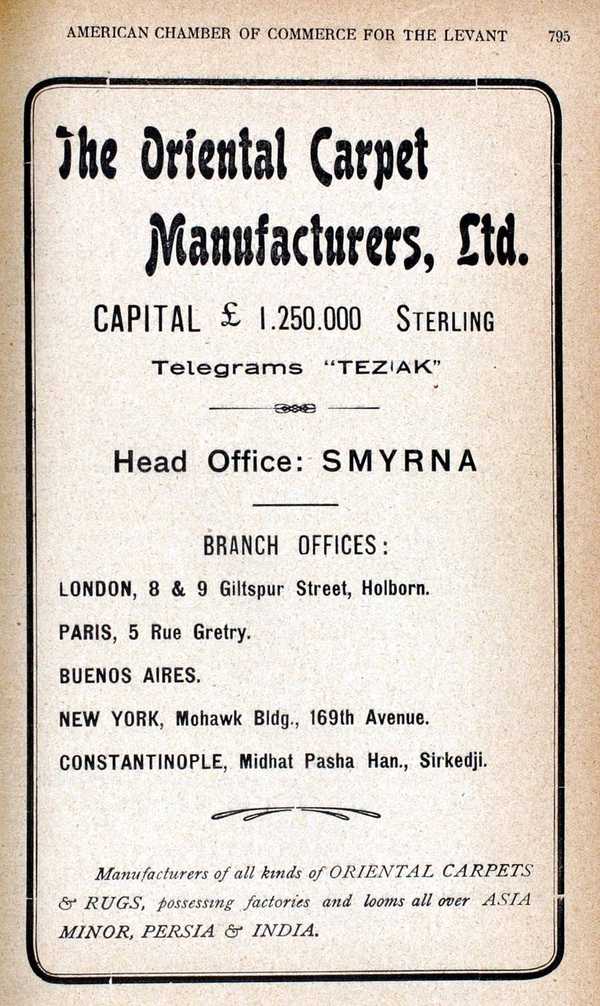 AMERICAN CHAMBER OF COMMERCE FOR THE LEVANT 795
The Oriental Carpet
Manufacturers, Ltd.
CAPITAL £ 1.250.000 STERLING
Telegrams "TEZIAK"
Head Office: SMYRNA
BRANCH OFFICES:
LONDON, 8 & 9 Giltspur Street, Holborn.
PARIS, 5 Rue Gretry.
BUENOS AIRES.
NEW YORK, Mohawk Bldg., 169th Avenue.
CONSTANTINOPLE, Midhat Pasha Han., Sirkedji.
Manufacturers of all kinds of ORIENTAL CARPETS
& RUGS, possessing factories and looms all over ASIA
MINOR, PERSIA & INDIA.